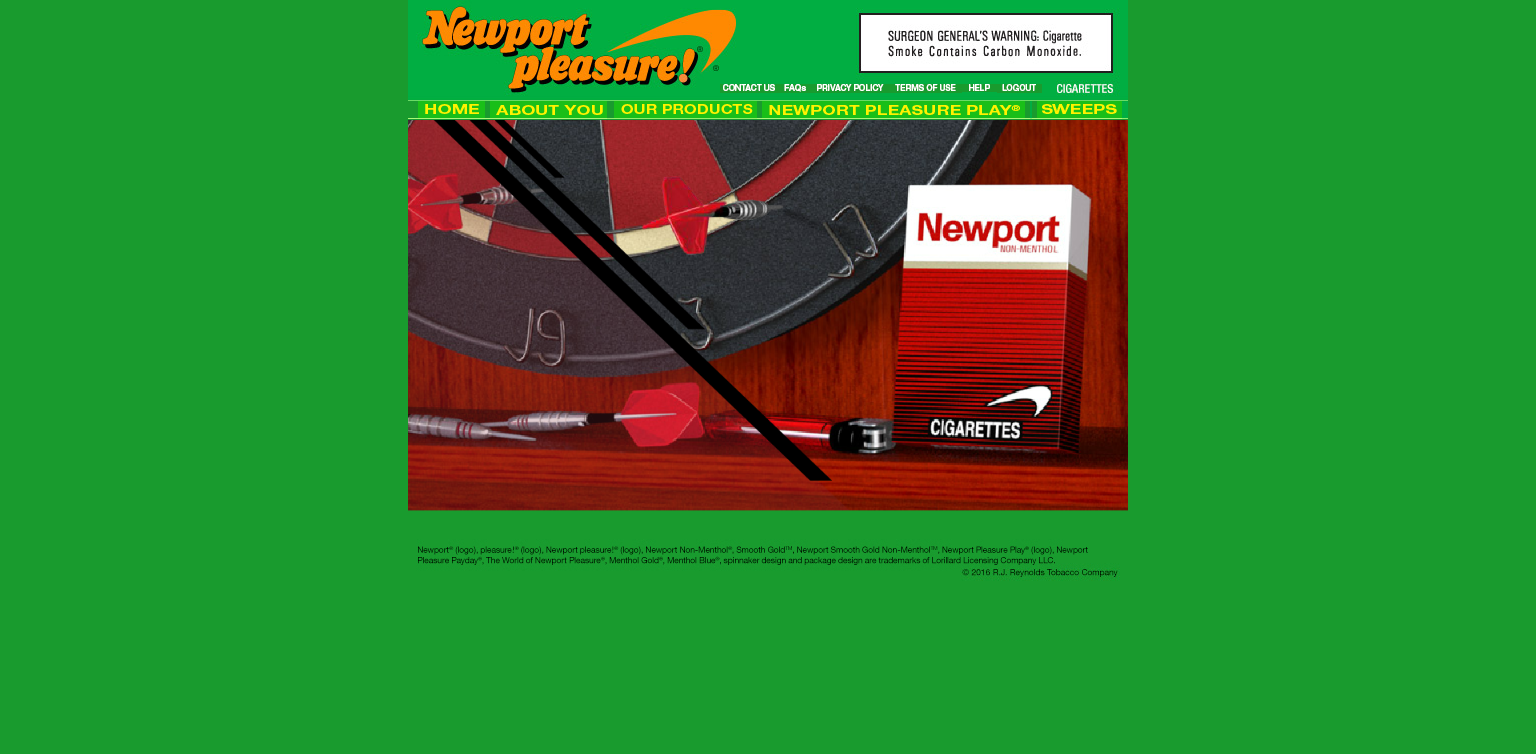 Newport
pleasure!®
®
SURGEON GENERAL'S WARNING: Cigarette
Smoke Contains Carbon Monoxide.
CONTACT US FAQs PRIVACY POLICY TERMS OF USE HELP LOGOUT CIGARETTES
HOME ABOUT YOU OUR PRODUCTS NEWPORT PLEASURE PLAY® SWEEPS
Newport
NON-MENTHOL
17
3
19
CIGARETTES
Newport® (logo), pleasure!® (logo), Newport pleasure!® (logo), Newport Non-Menthol®, Smooth Gold™, Newport Smooth Gold Non-Menthol™, Newport Pleasure Play® (logo), Newport
Pleasure Payday®, The World of Newport Pleasure®, Menthol Gold®, Menthol Blue®, spinnaker design and package design are trademarks of Lorillard Licensing Company LLC.
© 2016 R.J. Reynolds Tobacco Company